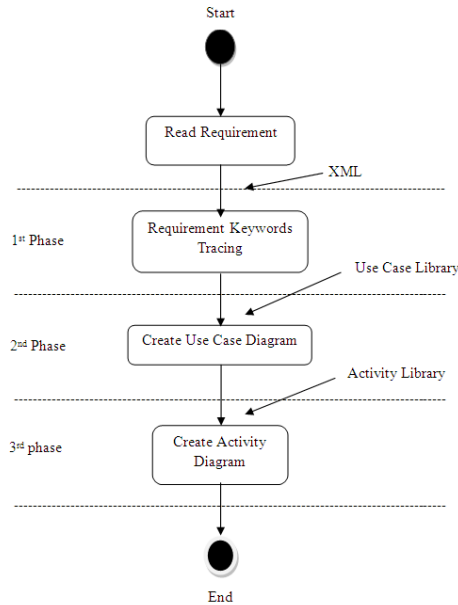 Start
Read Requirement
XML
1st Phase
Requirement Keywords
Tracing
Use Case Library
2nd Phase
Create Use Case Diagram
Activity Library
3rd phase
Create Activity
Diagram
End